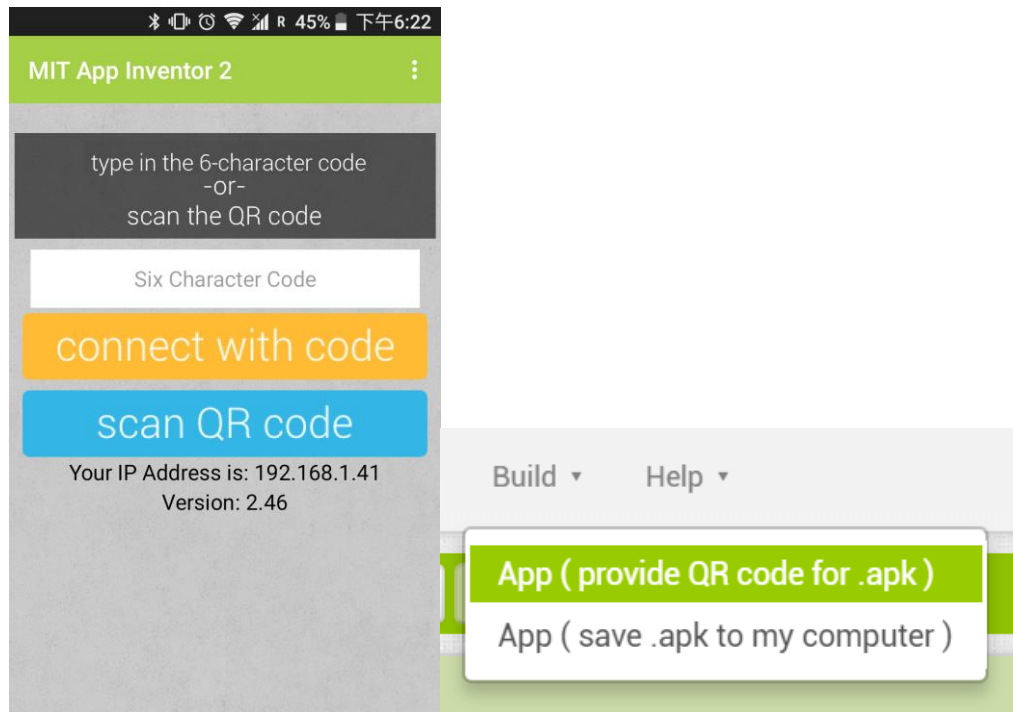 R 45% 下午6:22
MIT App Inventor 2
type in the 6-character code
-or-
scan the QR code
Six Character Code
connect with code
scan QR code
Your IP Address is: 192.168.1.41
Version: 2.46
Build Help
App ( provide QR code for .apk )
App ( save .apk to my computer )